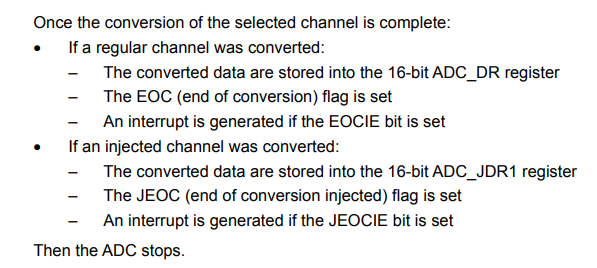 Once the conversion of the selected channel is complete:
• If a regular channel was converted:
– The converted data are stored into the 16-bit ADC_DR register
– The EOC (end of conversion) flag is set
– An interrupt is generated if the EOCIE bit is set
• If an injected channel was converted:
– The converted data are stored into the 16-bit ADC_JDR1 register
– The JEOC (end of conversion injected) flag is set
– An interrupt is generated if the JEOCIE bit is set
Then the ADC stops.